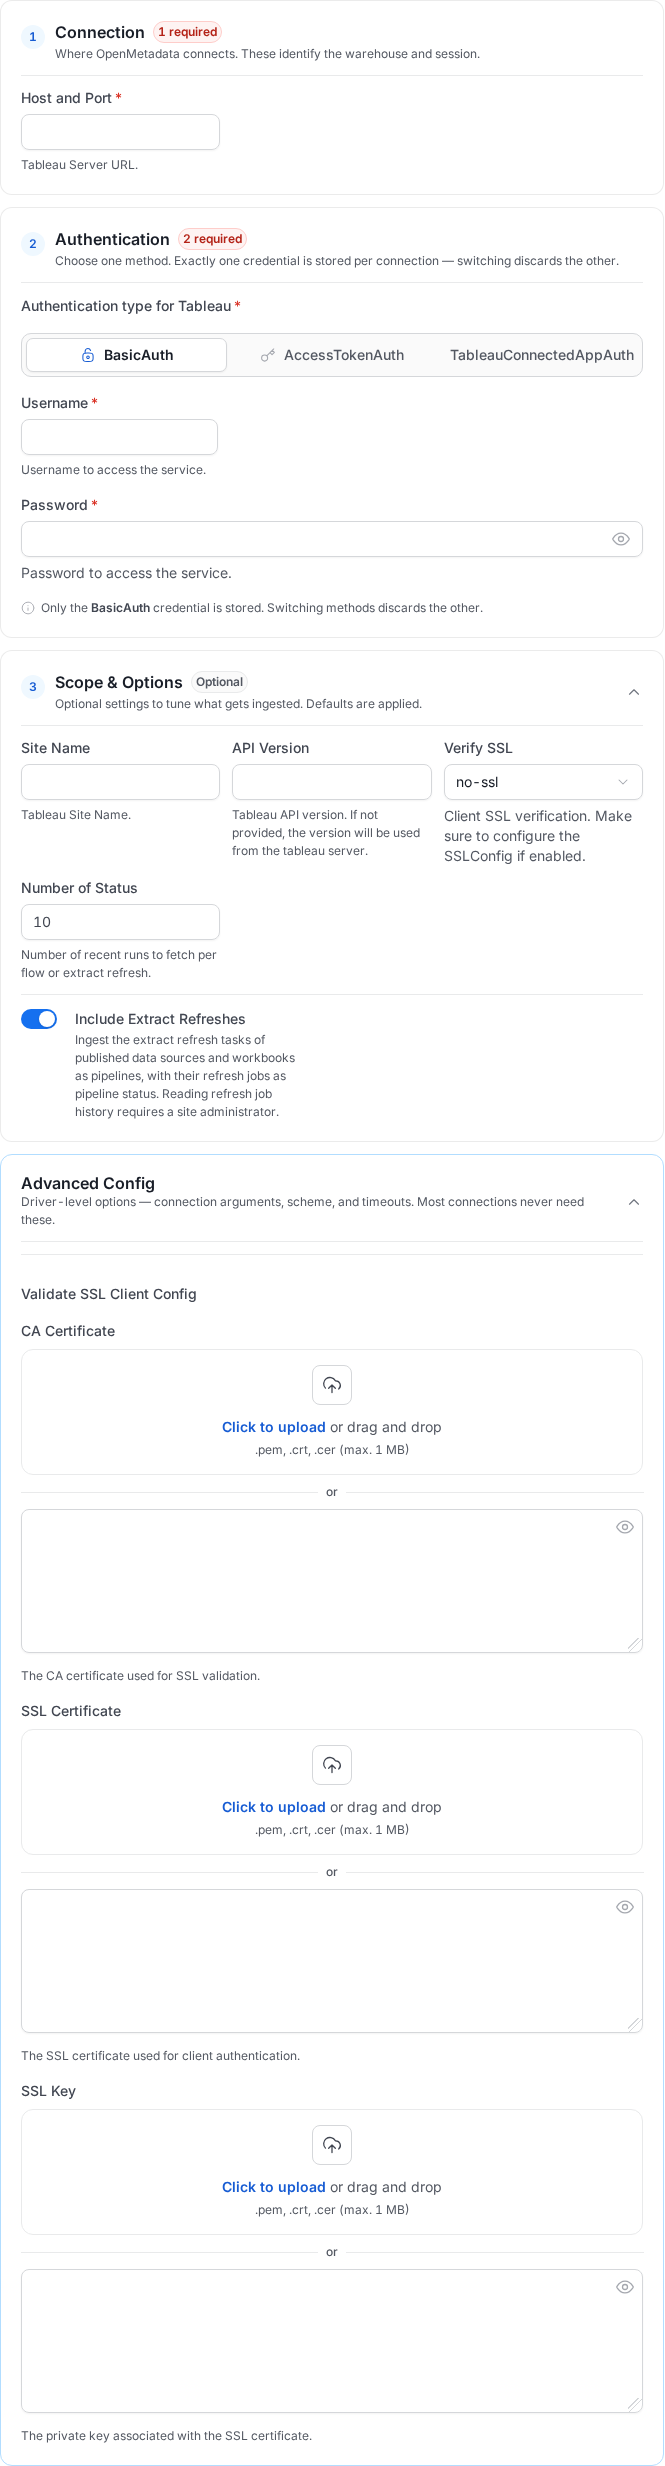 1 Connection 1 required
Where OpenMetadata connects. These identify the warehouse and session.
Host and Port *
Tableau Server URL.
2 Authentication 2 required
Choose one method. Exactly one credential is stored per connection — switching discards the other.
Authentication type for Tableau *
BasicAuth AccessTokenAuth TableauConnectedAppAuth
Username *
Username to access the service.
Password *
Password to access the service.
Only the BasicAuth credential is stored. Switching methods discards the other.
3 Scope & Options Optional
Optional settings to tune what gets ingested. Defaults are applied.
Site Name
Tableau Site Name.
API Version
Tableau API version. If not
provided, the version will be used
from the tableau server.
Verify SSL
no-ssl
Client SSL verification. Make
sure to configure the
SSLConfig if enabled.
Number of Status
10
Number of recent runs to fetch per
flow or extract refresh.
Include Extract Refreshes
Ingest the extract refresh tasks of
published data sources and workbooks
as pipelines, with their refresh jobs as
pipeline status. Reading refresh job
history requires a site administrator.
Advanced Config
Driver-level options — connection arguments, scheme, and timeouts. Most connections never need
these.
Validate SSL Client Config
CA Certificate
Click to upload or drag and drop
.pem, .crt, .cer (max. 1 MB)
or
The CA certificate used for SSL validation.
SSL Certificate
Click to upload or drag and drop
.pem, .crt, .cer (max. 1 MB)
or
The SSL certificate used for client authentication.
SSL Key
Click to upload or drag and drop
.pem, .crt, .cer (max. 1 MB)
or
The private key associated with the SSL certificate.